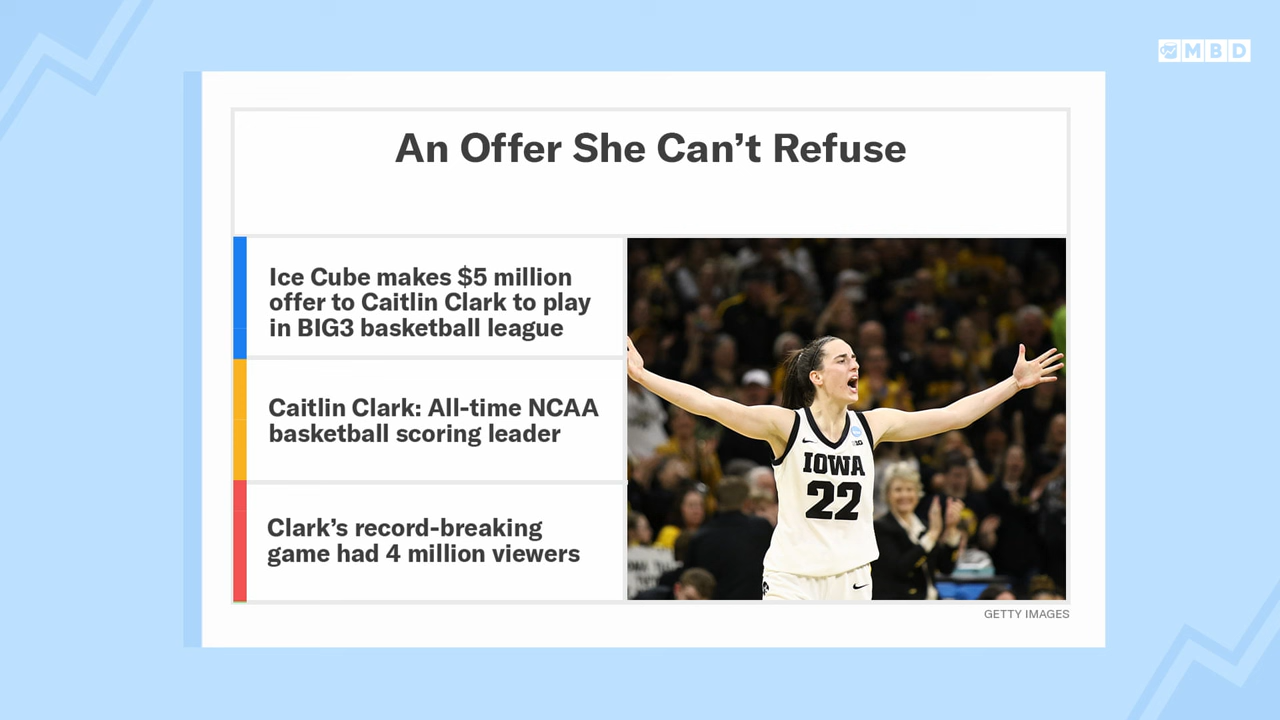 MBD
An Offer She Can’t Refuse
Ice Cube makes $5 million
offer to Caitlin Clark to play
in BIG3 basketball league
Caitlin Clark: All-time NCAA
basketball scoring leader
Clark’s record-breaking
game had 4 million viewers
IOWA
22
GETTY IMAGES